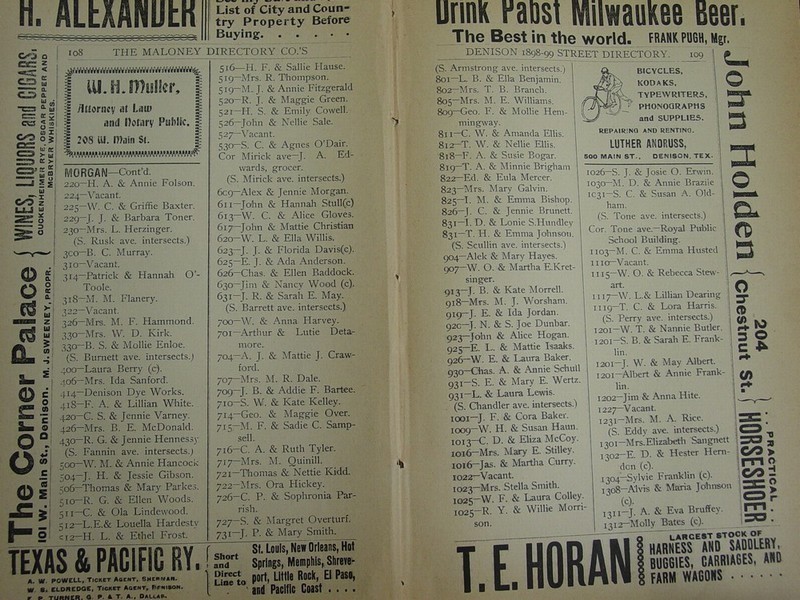 H. ALEXANDER
List of City and Coun-
try Property Before
Buying. . . . . .
The Corner Palace { WINES, LIQUORS and CIGARS,
GUCKENHEIMER RYE, OSCAR PEPPER AND
McBRYER WHISKIES.
101 W. Main St., Denison. M. J. SWEENEY, PROPR.
108 THE MALONEY DIRECTORY CO.'S
W. H. Muller,
Attorney at Law
and Notary Public.
208 W. Main St.
MORGAN—Cont'd.
220—H. A. & Annie Folson.
224—Vacant.
225—W. C. & Griffie Baxter.
229—J. J. & Barbara Toner.
230—Mrs. L. Herzinger.
(S. Rusk ave. intersects.)
300—B. C. Murray.
310—Vacant.
314—Patrick & Hannah O'-
Toole.
318—M. M. Flanery.
322—Vacant.
326—Mrs. M. F. Hammond.
330—Mrs. W. D. Kirk.
330—B. S. & Mollie Enloe.
(S. Burnett ave. intersects.)
400—Laura Berry (c).
406—Mrs. Ida Sanford.
414—Denison Dye Works.
418—F. A. & Lillian White.
420—C. S. & Jennie Varney.
426—Mrs. B. E. McDonald.
430—R. G. & Jennie Hennessy
(S. Fannin ave. intersects.)
500—W. M. & Annie Hancock
504—J. H. & Jessie Gibson.
506—Thomas & Mary Parkes.
510—R. G. & Ellen Woods.
511—C. & Ola Lindewood.
512—L.E.& Louella Hardesty
512—H. L. & Ethel Frost.
516—H. F. & Sallie Hause.
519—Mrs. R. Thompson.
519—M. J. & Annie Fitzgerald
520—R. J. & Maggie Green.
521—H. S. & Emily Cowell.
526—John & Nellie Sale.
527—Vacant.
530—S. C. & Agnes O'Dair.
Cor Mirick ave—J. A. Ed-
wards, grocer.
(S. Mirick ave. intersects.)
609—Alex & Jennie Morgan.
611—John & Hannah Stull(c)
613—W. C. & Alice Gloves.
617—John & Mattie Christian
620—W. L. & Ella Willis.
623—J. J. & Florida Davis(c).
625—E. J. & Ada Anderson.
626—Chas. & Ellen Baddock.
630—Jim & Nancy Wood (c).
631—J. R. & Sarah E. May.
(S. Barrett ave. intersects.)
700—W. & Anna Harvey.
701—Arthur & Lutie Deta-
more.
704—A. J. & Mattie J. Craw-
ford.
707—Mrs. M. R. Dale.
709—J. B. & Addie F. Bartee.
710—S. W. & Kate Kelley.
714—Geo. & Maggie Over.
715—M. F. & Sadie C. Samp-
sell.
716—C. A. & Ruth Tyler.
717—Mrs. M. Quinill.
721—Thomas & Nettie Kidd.
722—Mrs. Ora Hickey.
726—C. P. & Sophronia Par-
rish.
727—S. & Margret Overturf.
731—J. P. & Mary Smith.
TEXAS & PACIFIC RY.
A. W. POWELL, TICKET AGENT, SHERMAN.
W. S. ELDREDGE, TICKET AGENT, DENISON.
E. P. TURNER, G. P. & T. A., DALLAS.
Short
and
Direct
Line to
St. Louis, New Orleans, Hot
Springs, Memphis, Shreve-
port, Little Rock, El Paso,
and Pacific Coast . . . .
Drink Pabst Milwaukee Beer.
The Best in the world. FRANK PUGH, Mgr.
DENISON 1898-99 STREET DIRECTORY. 109
(S. Armstrong ave. intersects.)
801—L. B. & Ella Benjamin.
802—Mrs. T. B. Branch.
805—Mrs. M. E. Williams.
809—Geo. F. & Mollie Hem-
mingway.
811—C. W. & Amanda Ellis.
812—T. W. & Nellie Ellis.
818—F. A. & Susie Bogar.
819—T. A. & Minnie Brigham
822—Ed. & Eula Mercer.
823—Mrs. Mary Galvin.
825—I. M. & Emma Bishop.
826—J. C. & Jennie Brunett.
831—I. D. & Lonie S.Hundley
831—T. H. & Emma Johnson.
(S. Scullin ave. intersects.)
904—Alek & Mary Hayes.
907—W. O. & Martha E.Kret-
singer.
913—J. B. & Kate Morrell.
918—Mrs. M. J. Worsham.
919—J. E. & Ida Jordan.
920—J. N. & S. Joe Dunbar.
923—John & Alice Hogan.
925—E. L. & Mattie Isaaks.
926—W. E. & Laura Baker.
930—Chas. A. & Annie Schull
931—S. E. & Mary E. Wertz.
931—L. & Laura Lewis.
(S. Chandler ave. intersects.)
1001—J. F. & Cora Baker.
1009—W. H. & Susan Haun.
1013—C. D. & Eliza McCoy.
1016—Mrs. Mary E. Stilley.
1016—Jas. & Martha Curry.
1022—Vacant.
1023—Mrs. Stella Smith.
1025—W. F. & Laura Colley.
1025—R. Y. & Willie Morri-
son.
BICYCLES,
KODAKS,
TYPEWRITERS,
PHONOGRAPHS
and SUPPLIES.
REPAIRING AND RENTING.
LUTHER ANDRUSS,
500 MAIN ST., DENISON, TEX.
1026—S. J. & Josie O. Erwin.
1030—M. D. & Annie Brazile
1031—S. C. & Susan A. Old-
ham.
(S. Tone ave. intersects.)
Cor. Tone ave.—Royal Public
School Building.
1103—M. C. & Emma Husted
1110—Vacant.
1115—W. O. & Rebecca Stew-
art.
1117—W. L.& Lillian Dearing
1119—T. C. & Lora Harris.
(S. Perry ave. intersects.)
1201—W. T. & Nannie Butler.
1201—S. B. & Sarah E. Frank-
lin.
1201—J. W. & May Albert.
1201—Albert & Annie Frank-
lin.
1202—Jim & Anna Hite.
1227—Vacant.
1231—Mrs. M. A. Rice.
(S. Eddy ave. intersects.)
1301—Mrs.Elizabeth Sangnett
1302—E. D. & Hester Hern-
don (c).
1304—Sylvie Franklin (c).
1308—Alvis & Maria Johnson
(c).
1311—J. A. & Eva Bruffey.
1312—Molly Bates (c).
John Holden { 204
Chestnut St. { . . PRACTICAL . .
HORSESHOER
T. E. HORAN
LARGEST STOCK OF
HARNESS AND SADDLERY,
BUGGIES, CARRIAGES, AND
FARM WAGONS . . . . . .